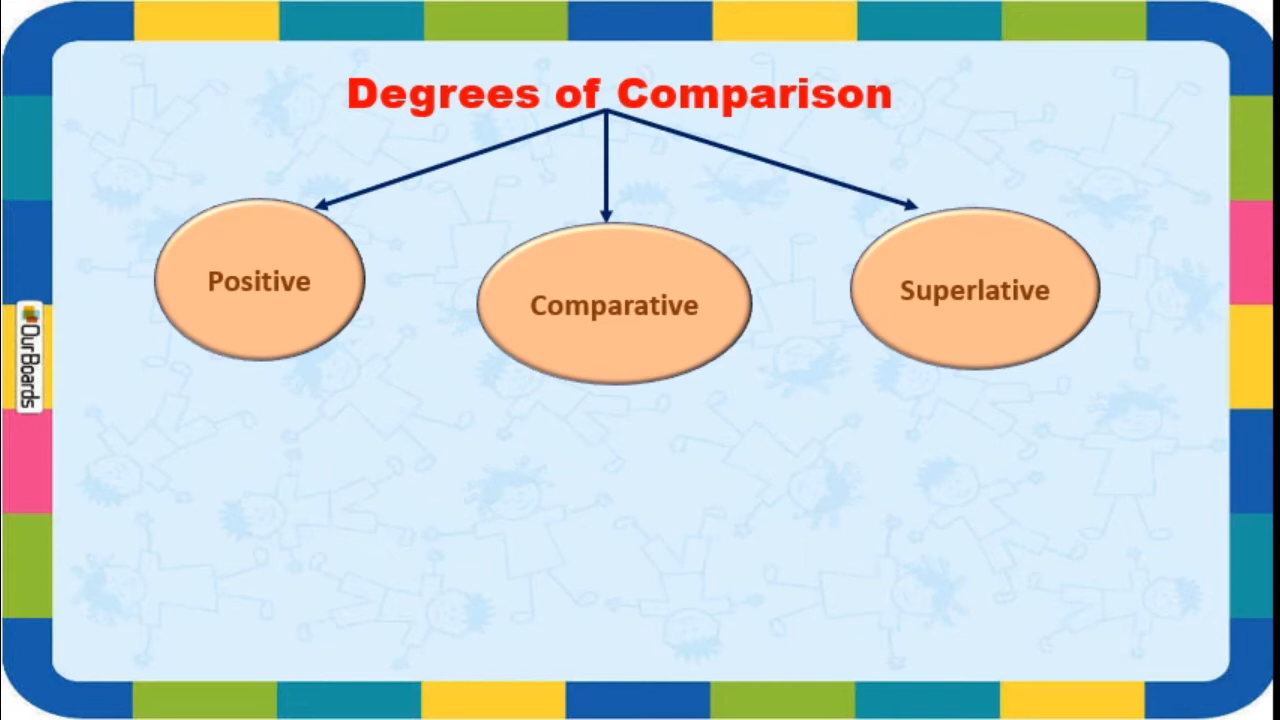 Degrees of Comparison
Positive
Comparative
Superlative
OurBoards